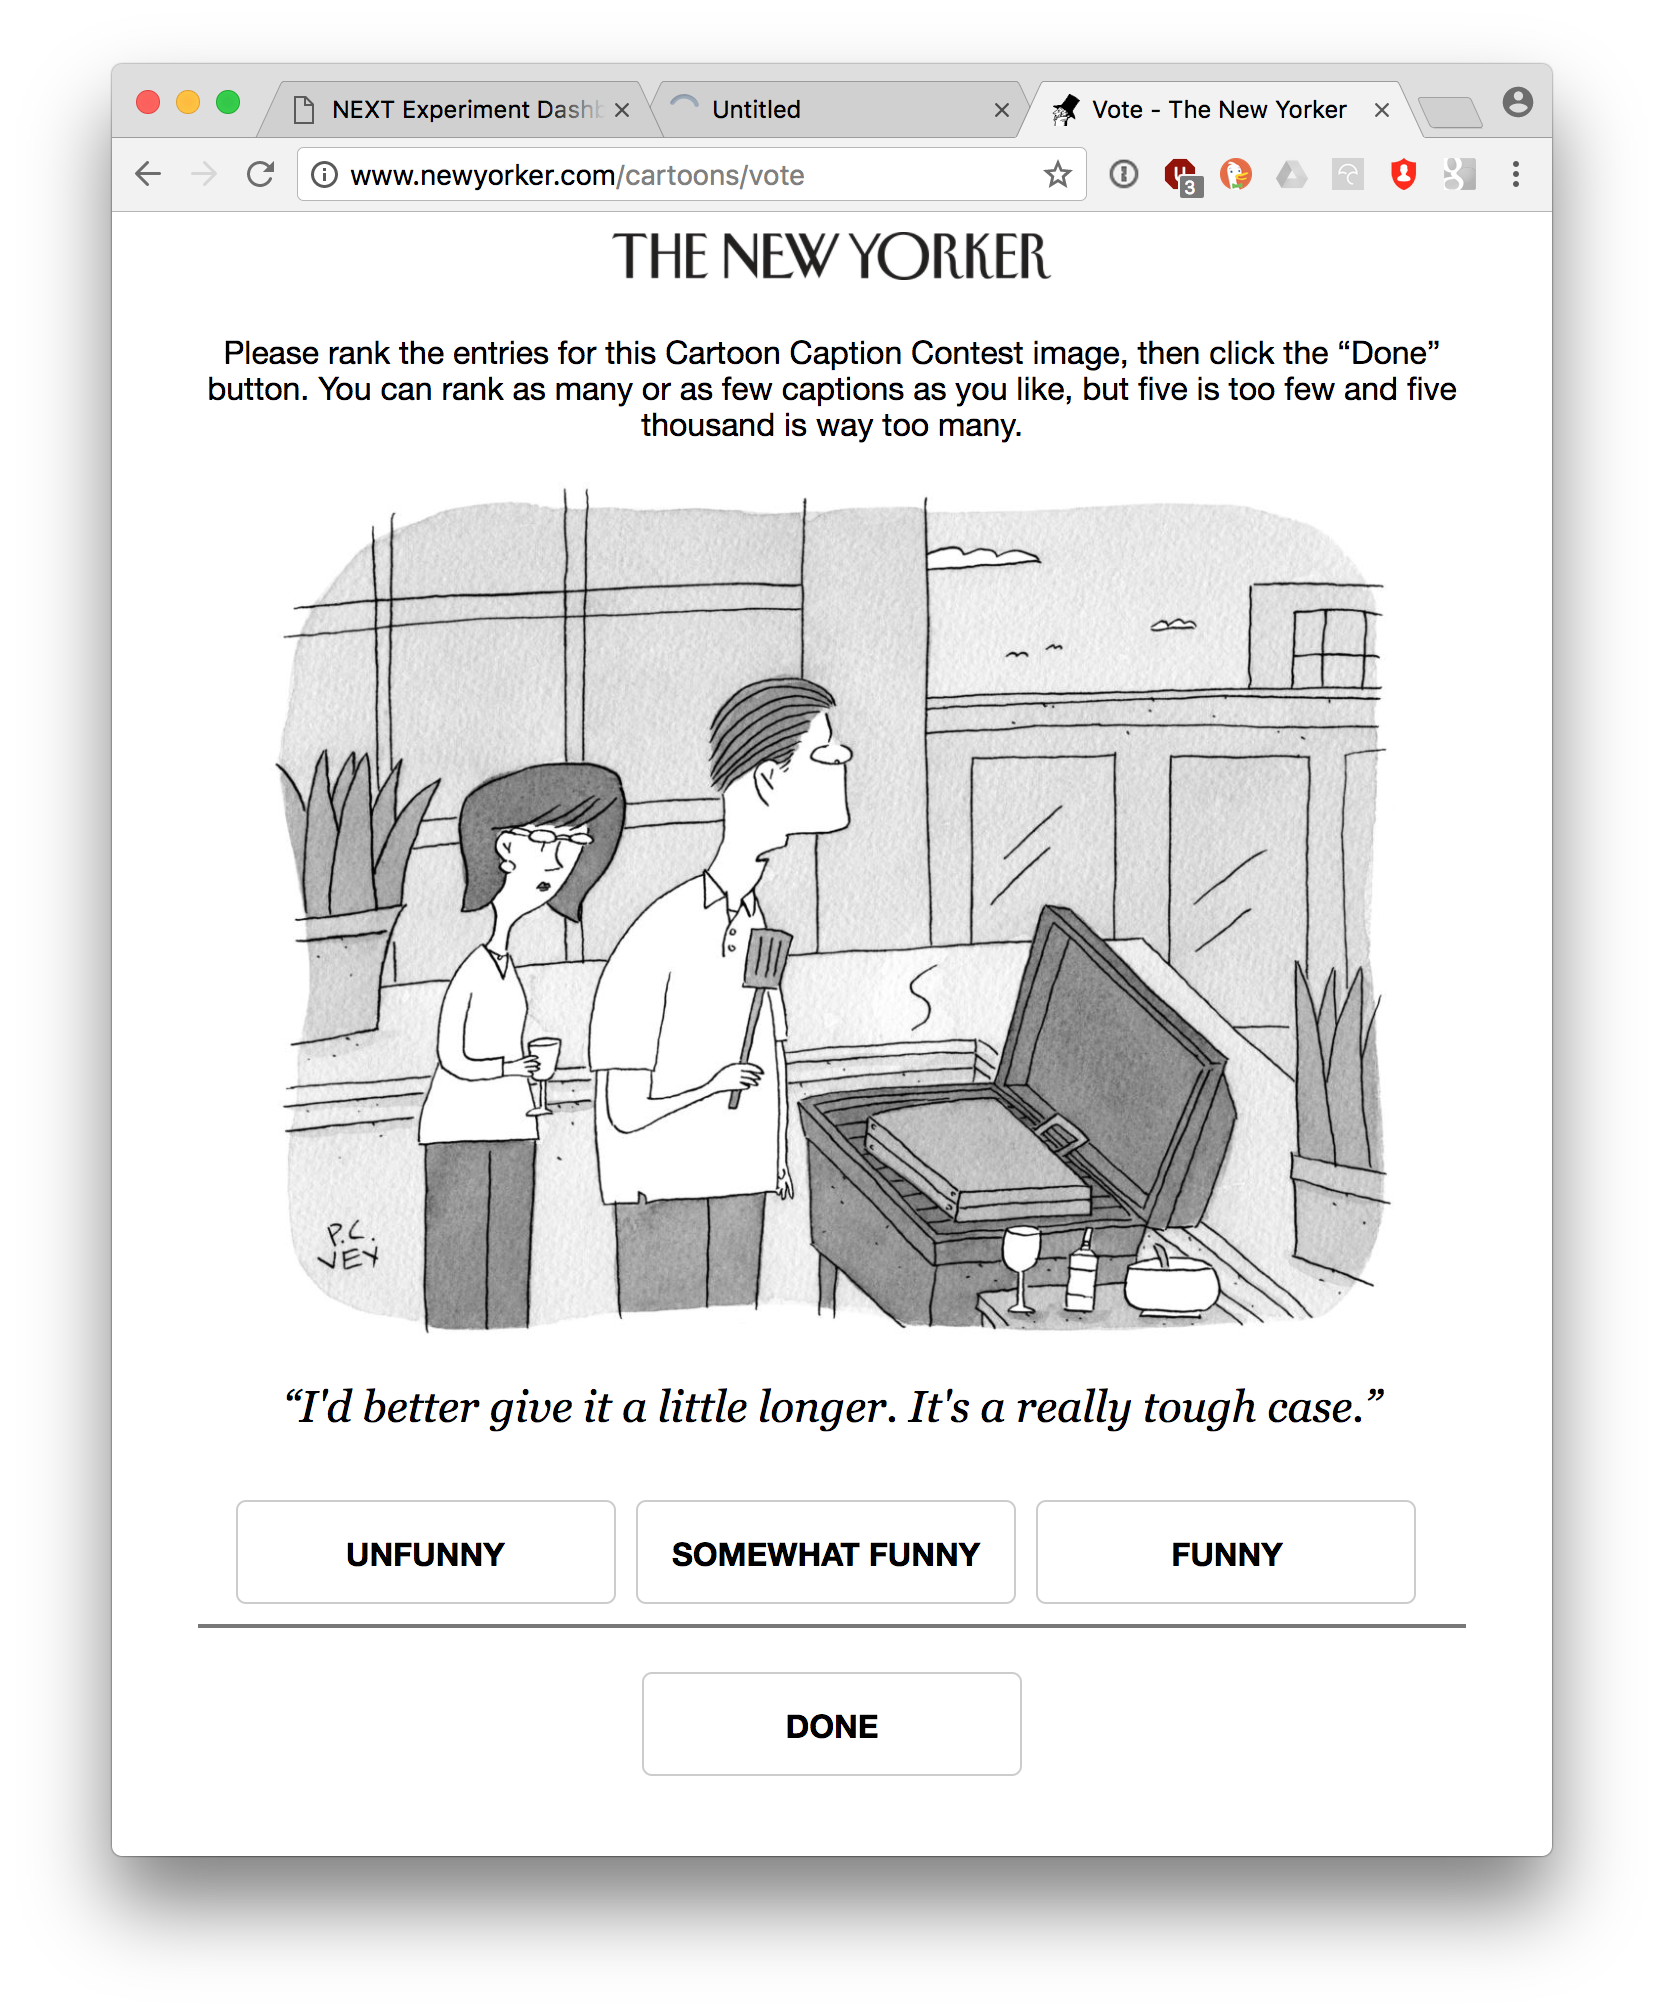 NEXT Experiment Dashb
Untitled
Vote - The New Yorker
www.newyorker.com/cartoons/vote
3
THE NEW YORKER
Please rank the entries for this Cartoon Caption Contest image, then click the “Done”
button. You can rank as many or as few captions as you like, but five is too few and five
thousand is way too many.
P.C.
VEY
“I'd better give it a little longer. It's a really tough case.”
UNFUNNY
SOMEWHAT FUNNY
FUNNY
DONE